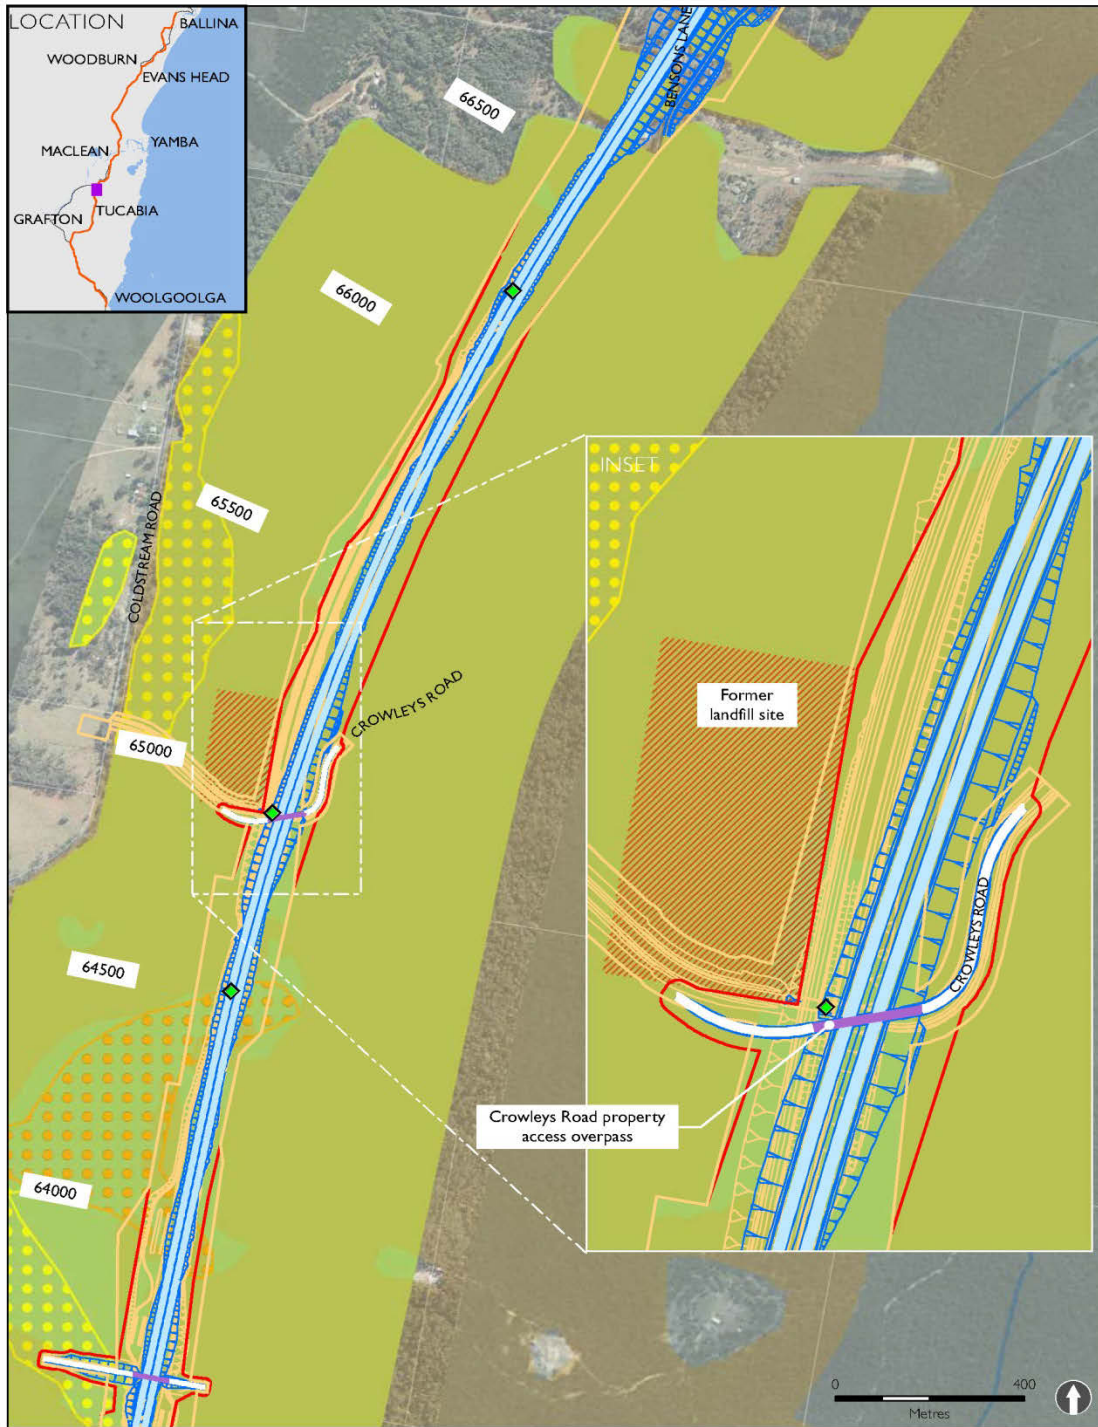 LOCATION
BALLINA
WOODBURN
EVANS HEAD
MACLEAN
YAMBA
TUCABIA
GRAFTON
WOOLGOOLGA
BENSONS LANE
66500
66000
65500
COLDSTREAM ROAD
CROWLEYS ROAD
65000
64500
64000
INSET
Former
landfill site
CROWLEYS ROAD
Crowleys Road property
access overpass
0
400
Metres